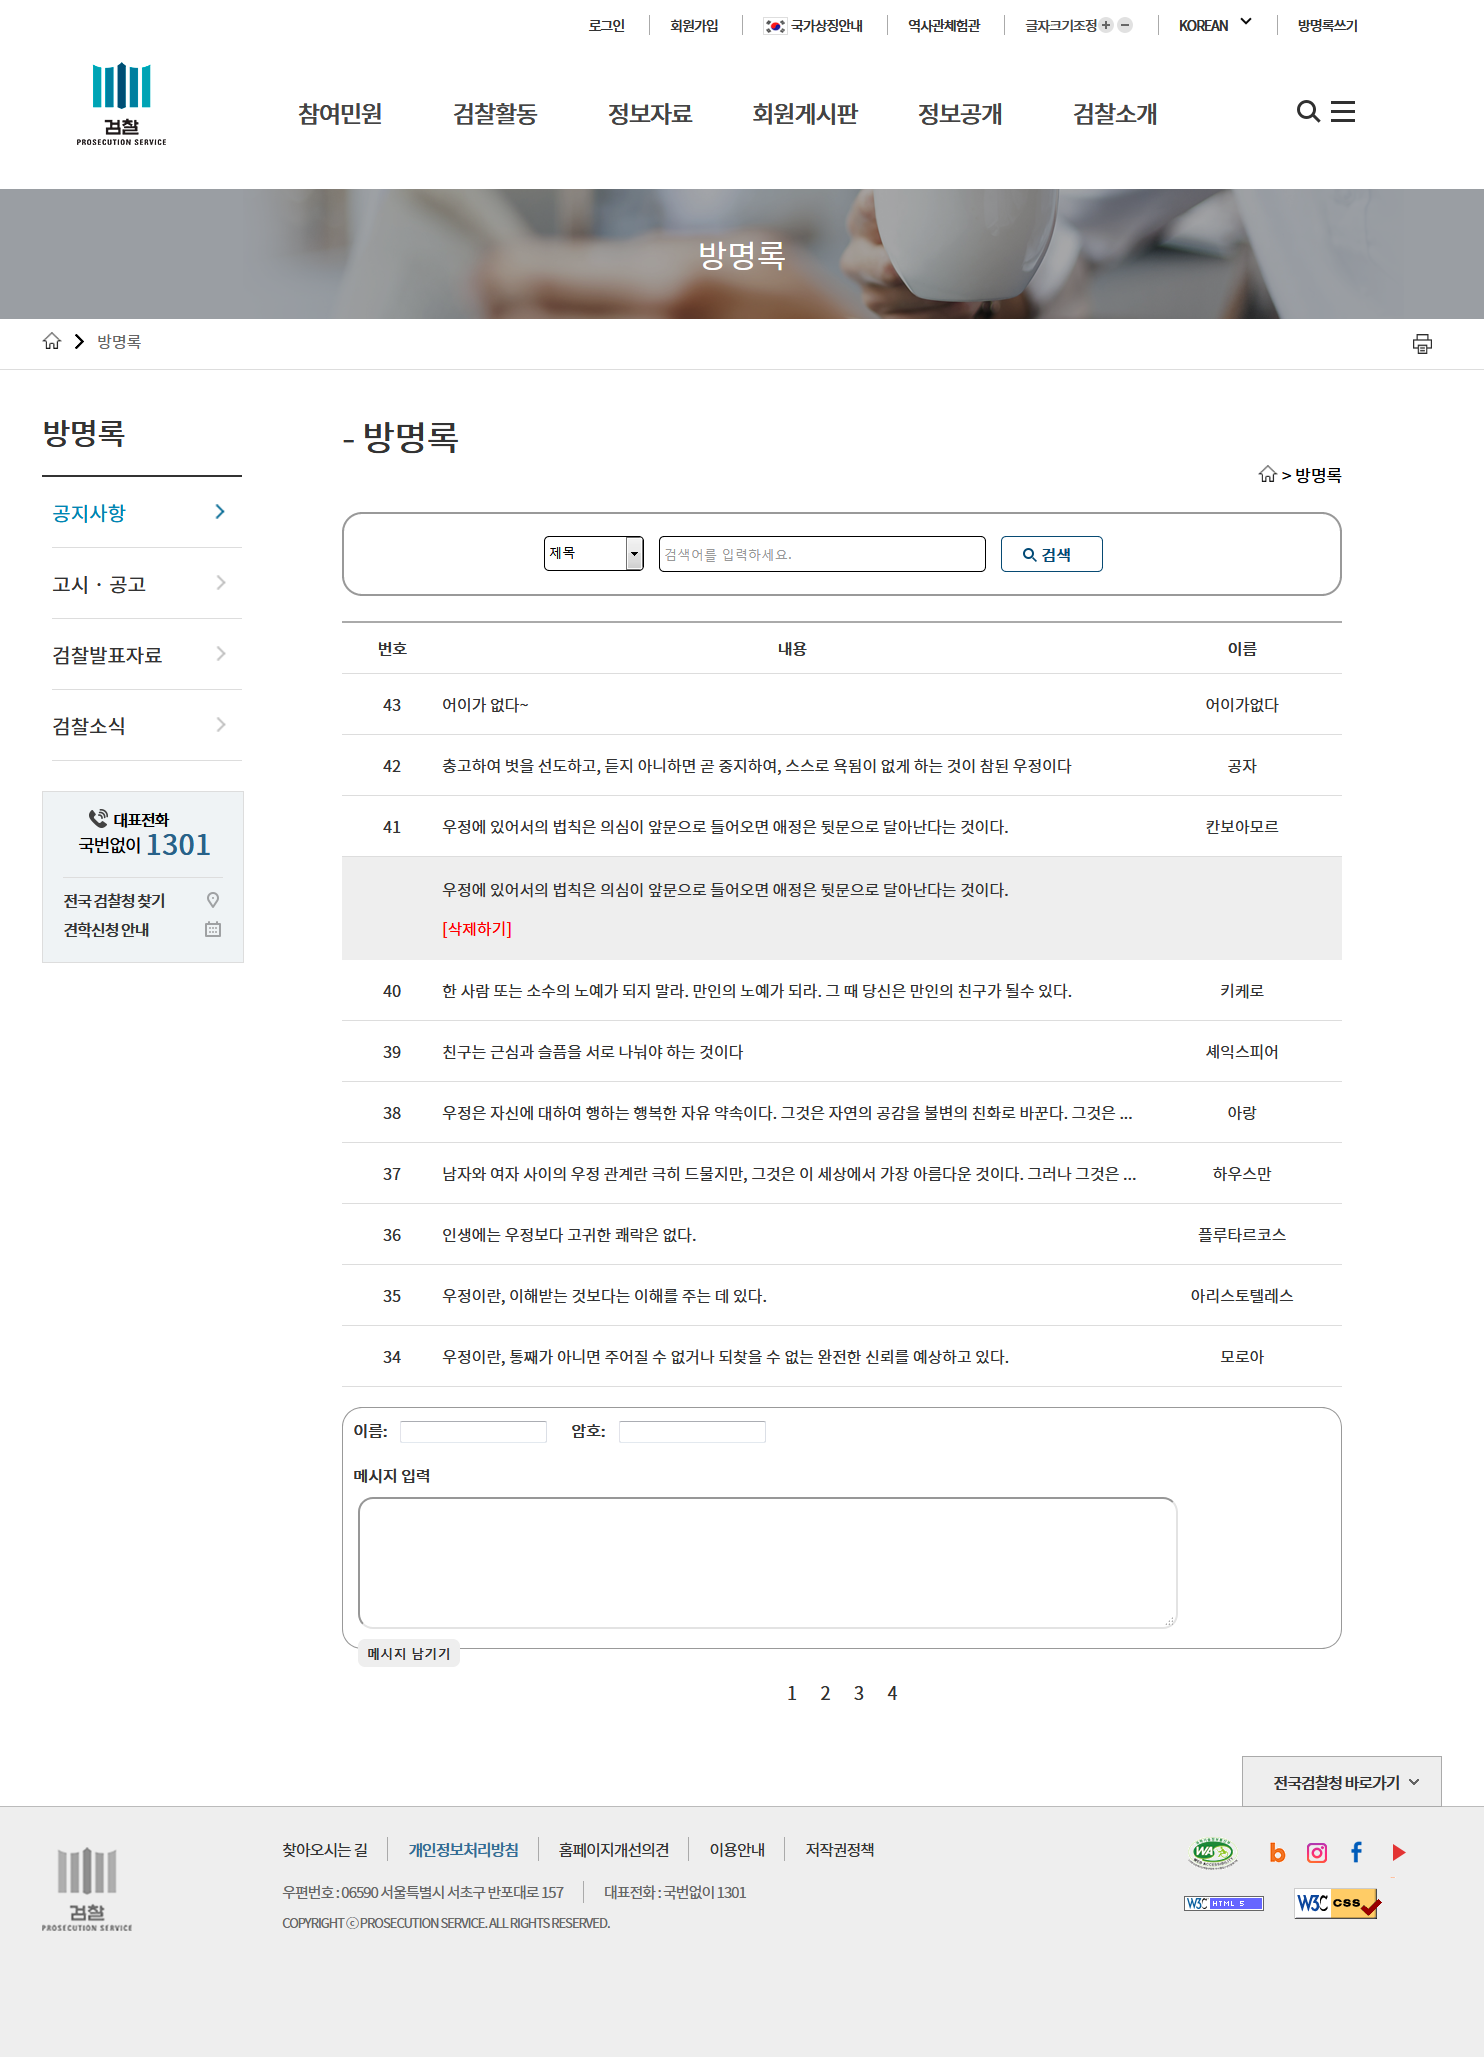 로그인
회원가입
국가상징안내
역사관체험관
글자크기조정
KOREAN
방명록쓰기
검찰
PROSECUTION SERVICE
참여민원
검찰활동
정보자료
회원게시판
정보공개
검찰소개
방명록
방명록
방명록
공지사항
고시 · 공고
검찰발표자료
검찰소식
대표전화
국번없이 1301
전국 검찰청 찾기
견학신청 안내
- 방명록
> 방명록
제목
검색어를 입력하세요.
검색
번호 내용 이름
43 어이가 없다~ 어이가없다
42 충고하여 벗을 선도하고, 듣지 아니하면 곧 중지하여, 스스로 욕됨이 없게 하는 것이 참된 우정이다 공자
41 우정에 있어서의 법칙은 의심이 앞문으로 들어오면 애정은 뒷문으로 달아난다는 것이다. 칸보아모르
우정에 있어서의 법칙은 의심이 앞문으로 들어오면 애정은 뒷문으로 달아난다는 것이다.
[삭제하기]
40 한 사람 또는 소수의 노예가 되지 말라. 만인의 노예가 되라. 그 때 당신은 만인의 친구가 될수 있다. 키케로
39 친구는 근심과 슬픔을 서로 나눠야 하는 것이다 셰익스피어
38 우정은 자신에 대하여 행하는 행복한 자유 약속이다. 그것은 자연의 공감을 불변의 친화로 바꾼다. 그것은 ... 아랑
37 남자와 여자 사이의 우정 관계란 극히 드물지만, 그것은 이 세상에서 가장 아름다운 것이다. 그러나 그것은 ... 하우스만
36 인생에는 우정보다 고귀한 쾌락은 없다. 플루타르코스
35 우정이란, 이해받는 것보다는 이해를 주는 데 있다. 아리스토텔레스
34 우정이란, 통째가 아니면 주어질 수 없거나 되찾을 수 없는 완전한 신뢰를 예상하고 있다. 모로아
이름: 암호:
메시지 입력
메시지 남기기
1 2 3 4
전국검찰청 바로가기
검찰
PROSECUTION SERVICE
찾아오시는 길
개인정보처리방침
홈페이지개선의견
이용안내
저작권정책
우편번호 : 06590 서울특별시 서초구 반포대로 157
대표전화 : 국번없이 1301
COPYRIGHT ⓒ PROSECUTION SERVICE. ALL RIGHTS RESERVED.
WA
WEB ACCESSIBILITY
W3C HTML 5
W3C css